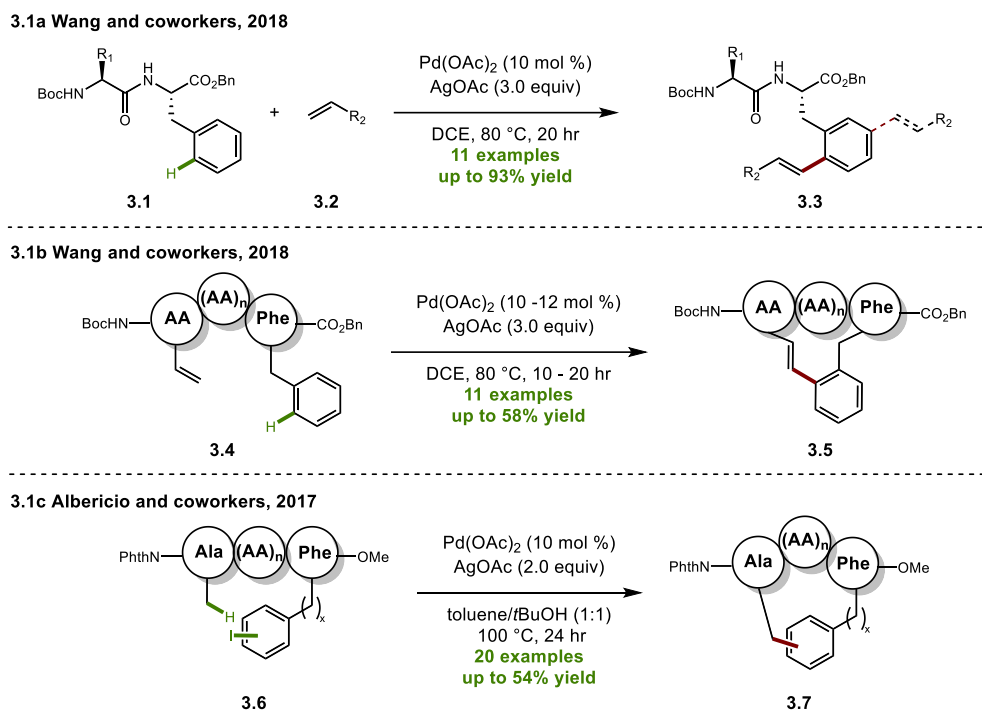 3.1a Wang and coworkers, 2018
R1
H
N
CO2Bn
BocHN
O
H
3.1
+
R2
3.2
Pd(OAc)2 (10 mol %)
AgOAc (3.0 equiv)
DCE, 80 °C, 20 hr
11 examples
up to 93% yield
R1
H
N
CO2Bn
BocHN
O
R2
R2
3.3
3.1b Wang and coworkers, 2018
BocHN
AA
(AA)n
Phe
CO2Bn
H
3.4
Pd(OAc)2 (10 -12 mol %)
AgOAc (3.0 equiv)
DCE, 80 °C, 10 - 20 hr
11 examples
up to 58% yield
BocHN
AA
(AA)n
Phe
CO2Bn
3.5
3.1c Albericio and coworkers, 2017
PhthN
Ala
(AA)n
Phe
OMe
H
I
( )x
3.6
Pd(OAc)2 (10 mol %)
AgOAc (2.0 equiv)
toluene/tBuOH (1:1)
100 °C, 24 hr
20 examples
up to 54% yield
PhthN
Ala
(AA)n
Phe
OMe
( )x
3.7